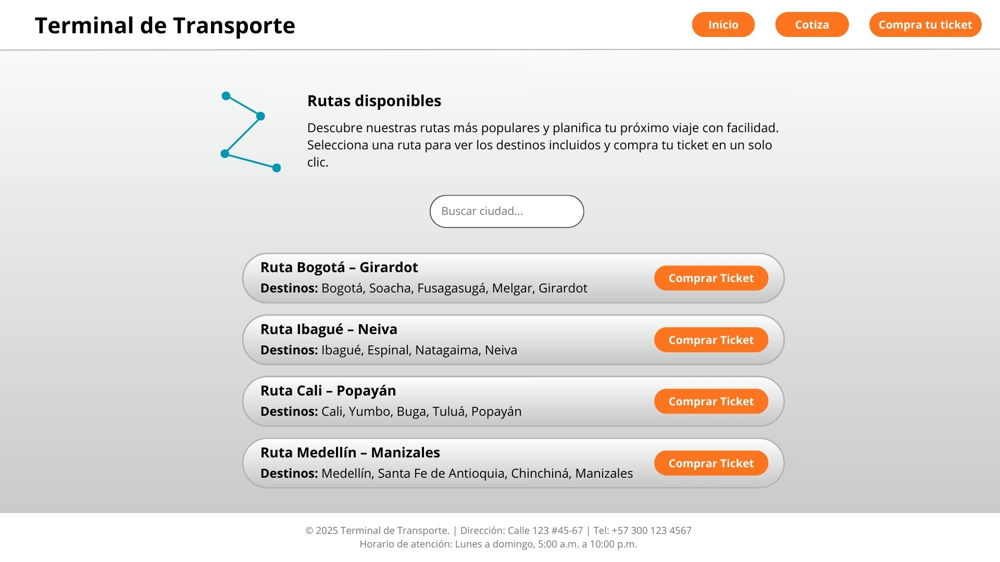 Terminal de Transporte
Inicio
Cotiza
Compra tu ticket
Rutas disponibles
Descubre nuestras rutas más populares y planifica tu próximo viaje con facilidad.
Selecciona una ruta para ver los destinos incluidos y compra tu ticket en un solo
clic.
Buscar ciudad...
Ruta Bogotá – Girardot
Destinos: Bogotá, Soacha, Fusagasugá, Melgar, Girardot
Comprar Ticket
Ruta Ibagué – Neiva
Destinos: Ibagué, Espinal, Natagaima, Neiva
Comprar Ticket
Ruta Cali – Popayán
Destinos: Cali, Yumbo, Buga, Tuluá, Popayán
Comprar Ticket
Ruta Medellín – Manizales
Destinos: Medellín, Santa Fe de Antioquia, Chinchiná, Manizales
Comprar Ticket
© 2025 Terminal de Transporte. | Dirección: Calle 123 #45-67 | Tel: +57 300 123 4567
Horario de atención: Lunes a domingo, 5:00 a.m. a 10:00 p.m.